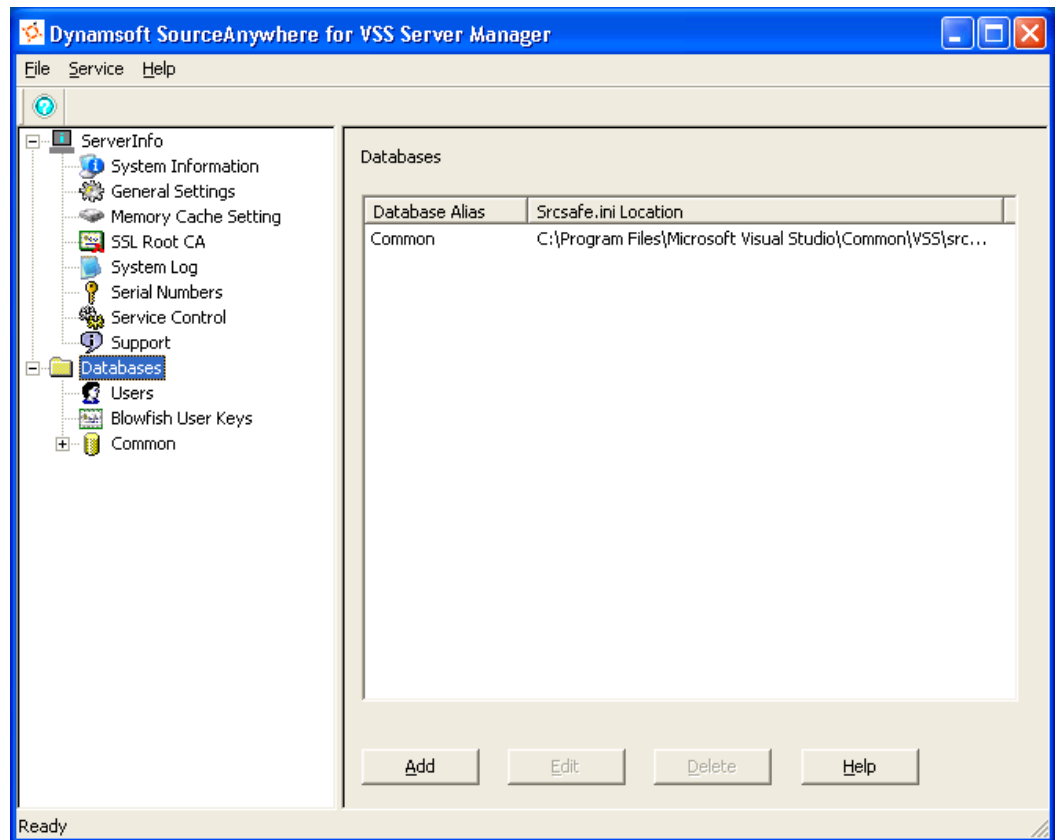 Dynamsoft SourceAnywhere for VSS Server Manager
File Service Help
ServerInfo
System Information
General Settings
Memory Cache Setting
SSL Root CA
System Log
Serial Numbers
Service Control
Support
Databases
Users
Blowfish User Keys
Common
Databases
Database Alias Srcsafe.ini Location
Common C:\Program Files\Microsoft Visual Studio\Common\VSS\src...
Add Edit Delete Help
Ready